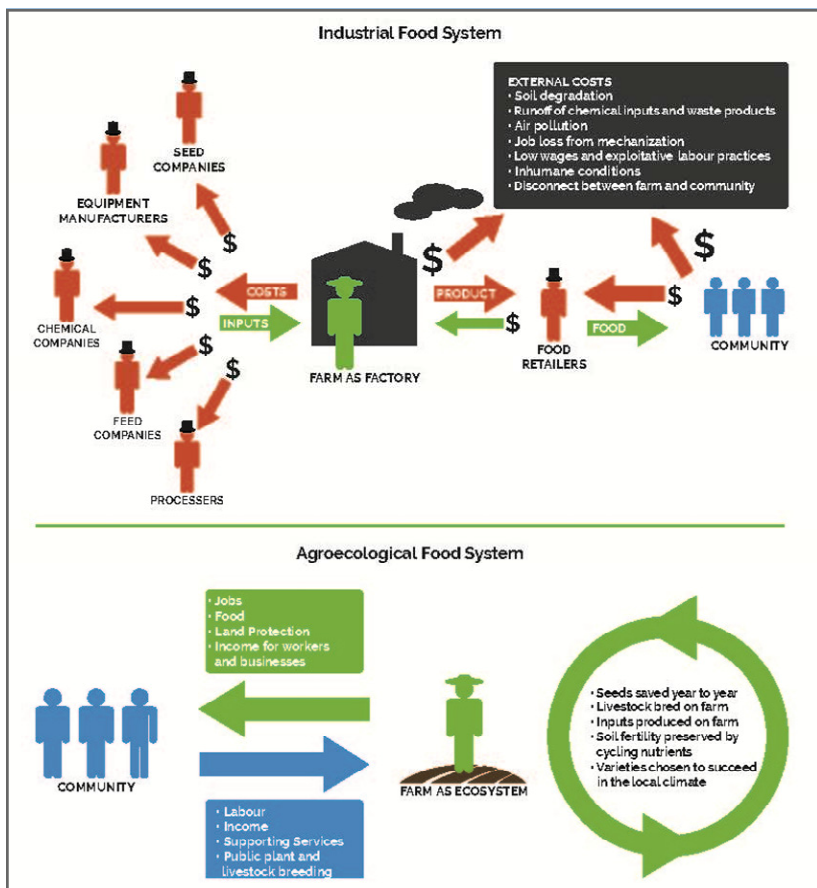 Industrial Food System
SEED
COMPANIES
EQUIPMENT
MANUFACTURERS
CHEMICAL
COMPANIES
FEED
COMPANIES
PROCESSERS
$
$
$
$
$
COSTS
INPUTS
FARM AS FACTORY
$
PRODUCT
$
EXTERNAL COSTS
• Soil degradation
• Runoff of chemical inputs and waste products
• Air pollution
• Job loss from mechanization
• Low wages and exploitative labour practices
• Inhumane conditions
• Disconnect between farm and community
FOOD
RETAILERS
FOOD
$
$
COMMUNITY
Agroecological Food System
• Jobs
• Food
• Land Protection
• Income for workers
and businesses
COMMUNITY
• Labour
• Income
• Supporting Services
• Public plant and
livestock breeding
FARM AS ECOSYSTEM
• Seeds saved year to year
• Livestock bred on farm
• Inputs produced on farm
• Soil fertility preserved by
cycling nutrients
• Varieties chosen to succeed
in the local climate